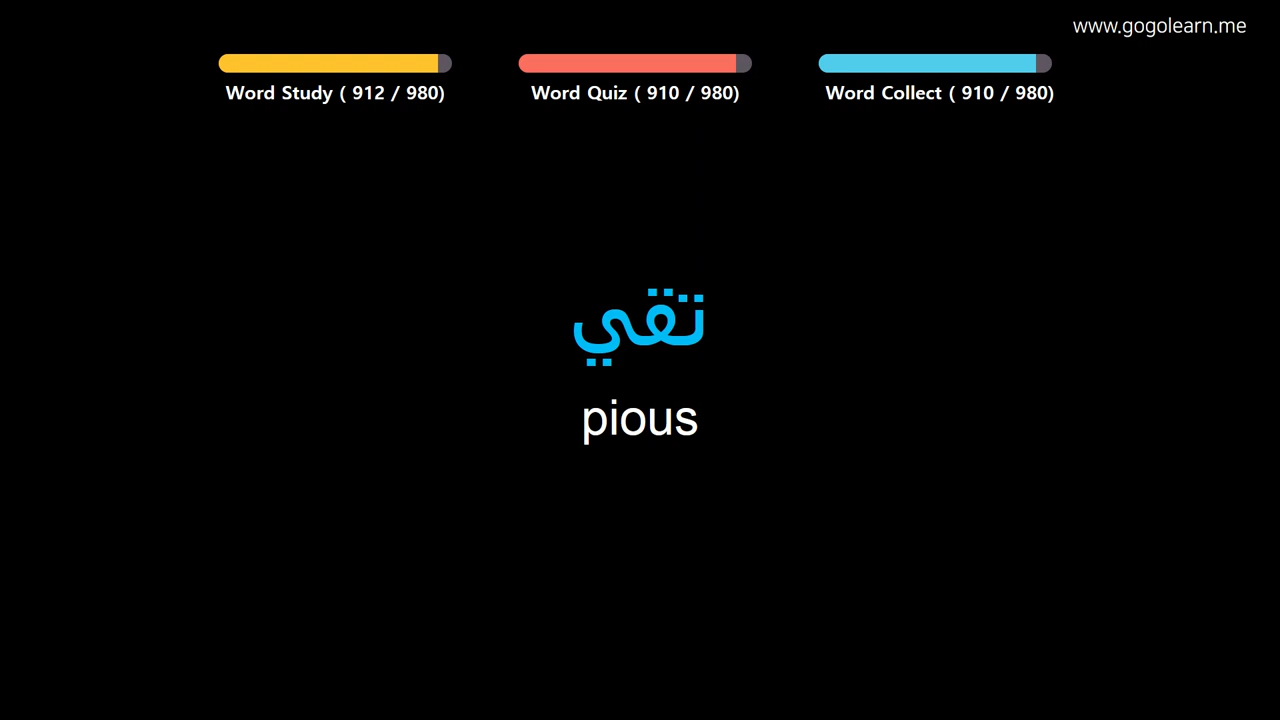 www.gogolearn.me
Word Study ( 912 / 980)
Word Quiz ( 910 / 980)
Word Collect ( 910 / 980)
تقي
pious